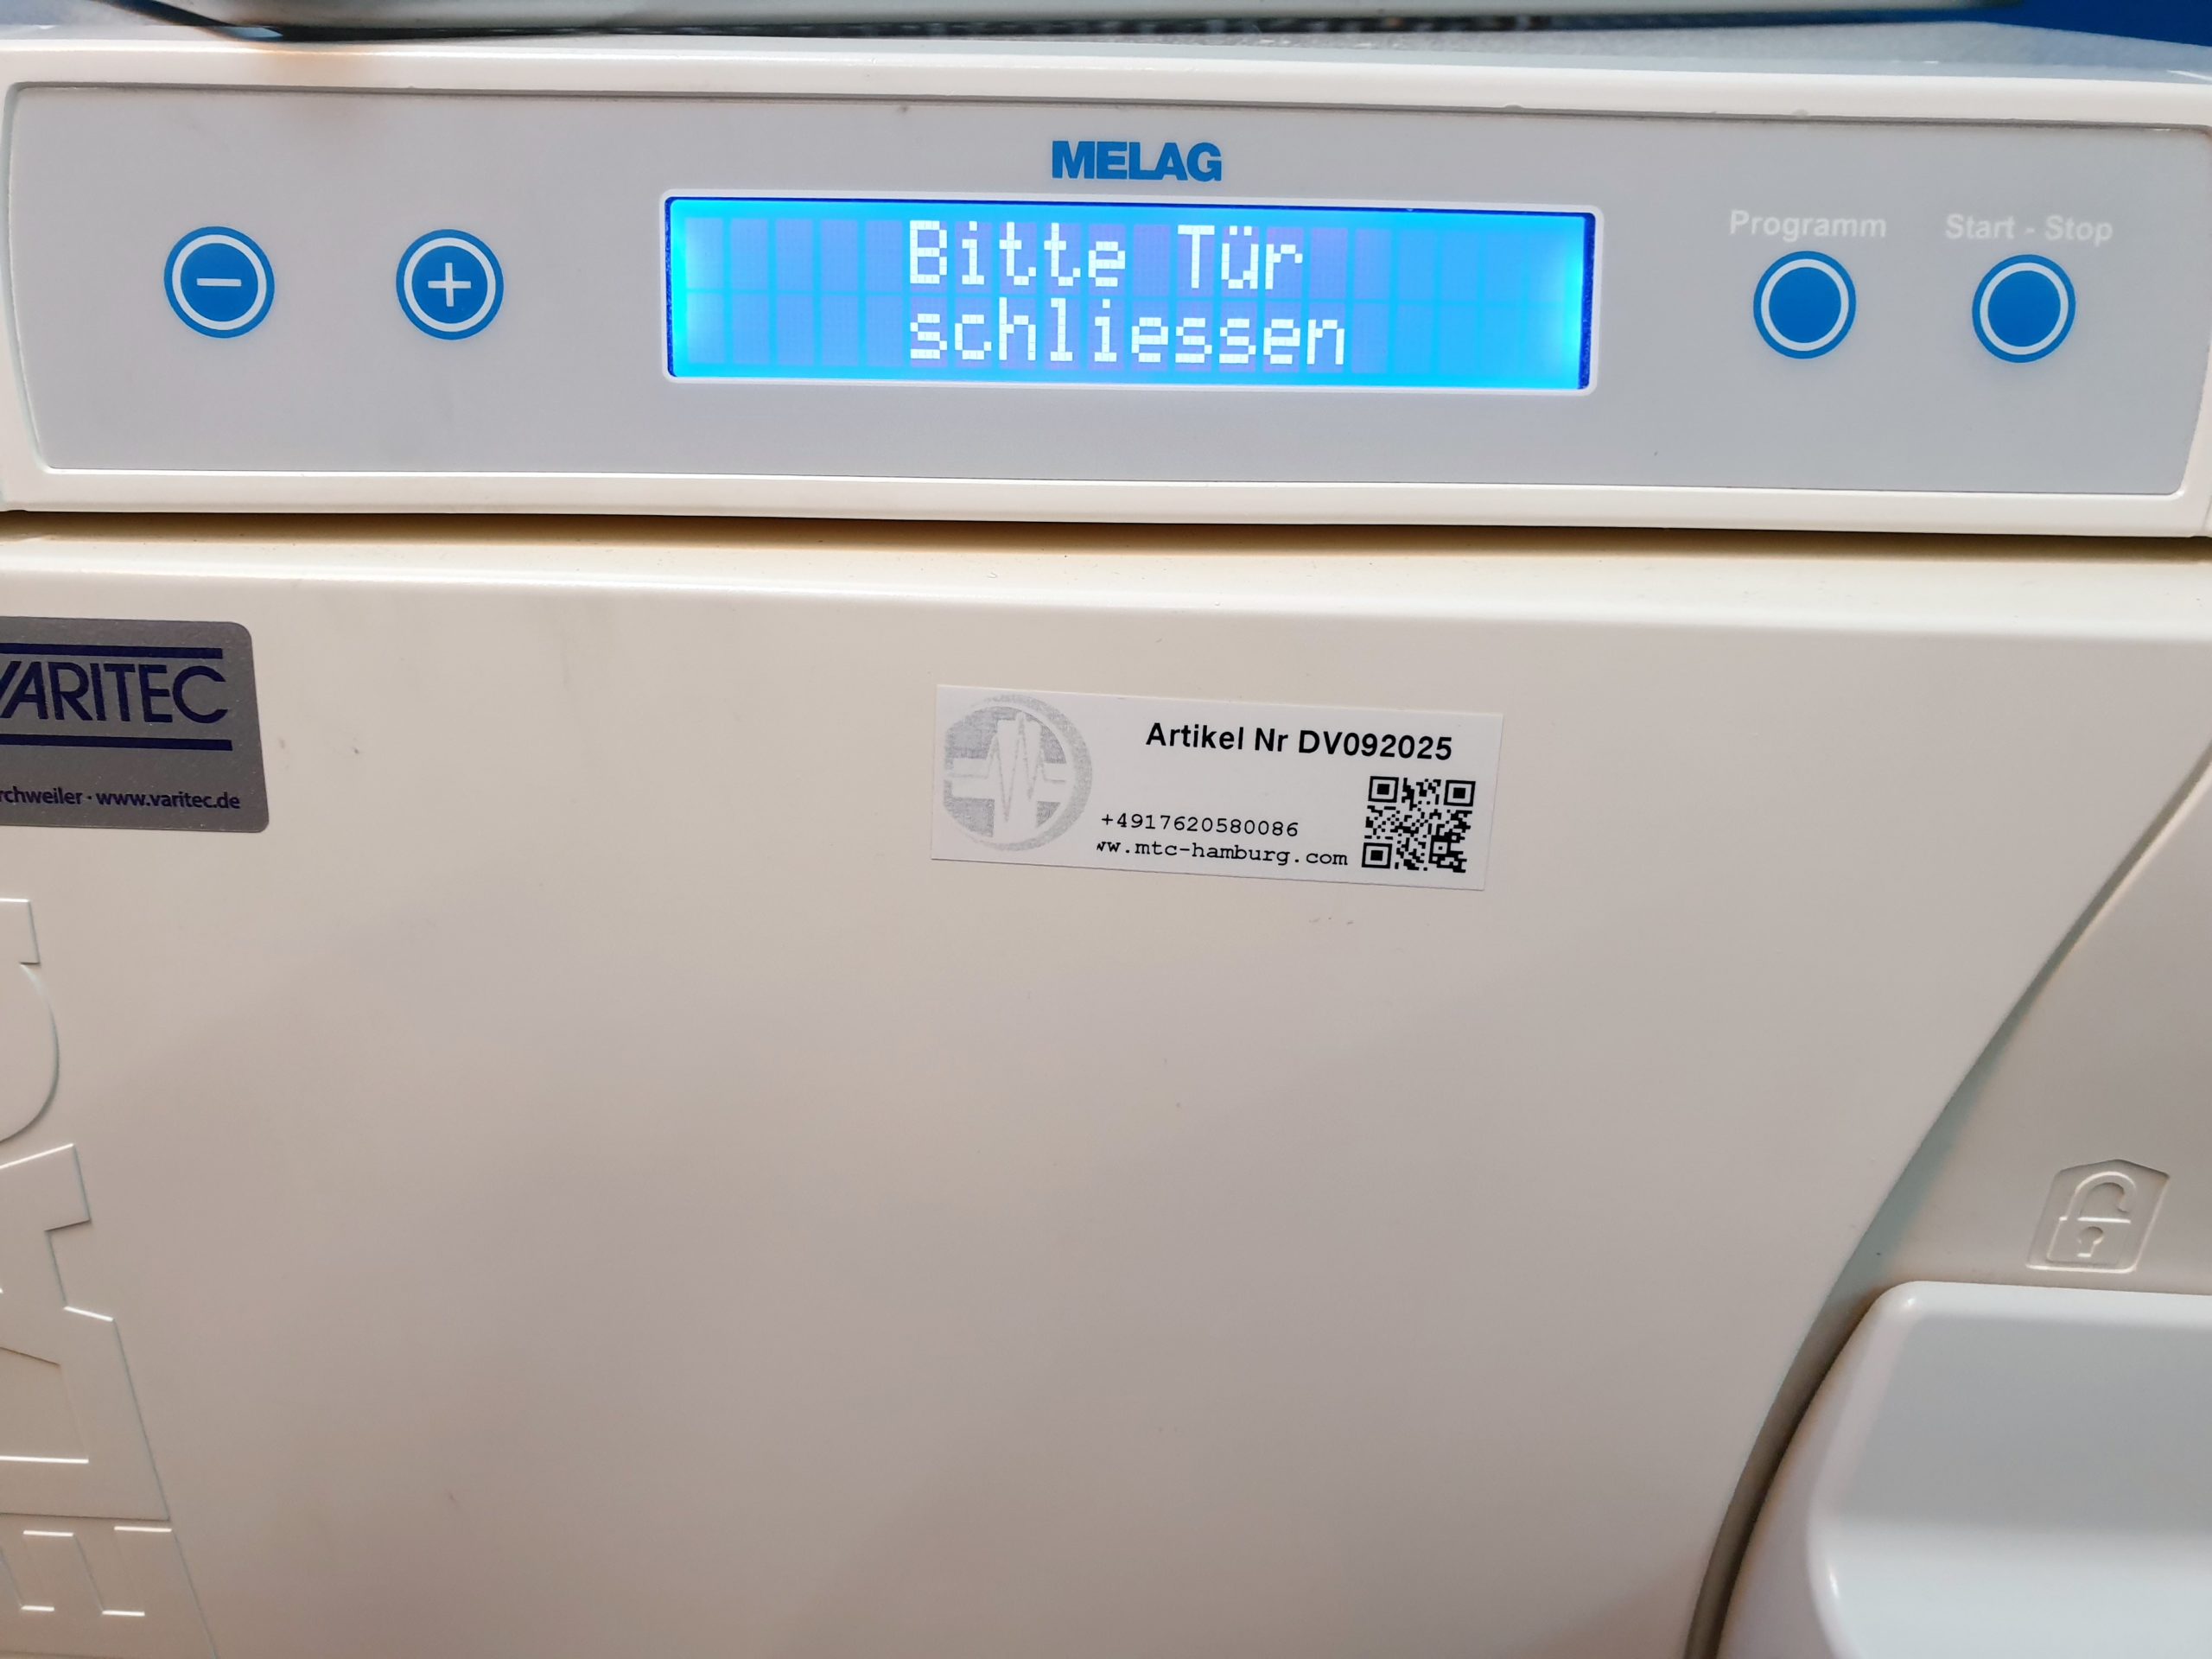 MELAG
Bitte Tür
schliessen
Programm
Start - Stop
VARITEC
rchweiler · www.varitec.de
Artikel Nr DV092025
+4917620580086
ww.mtc-hamburg.com